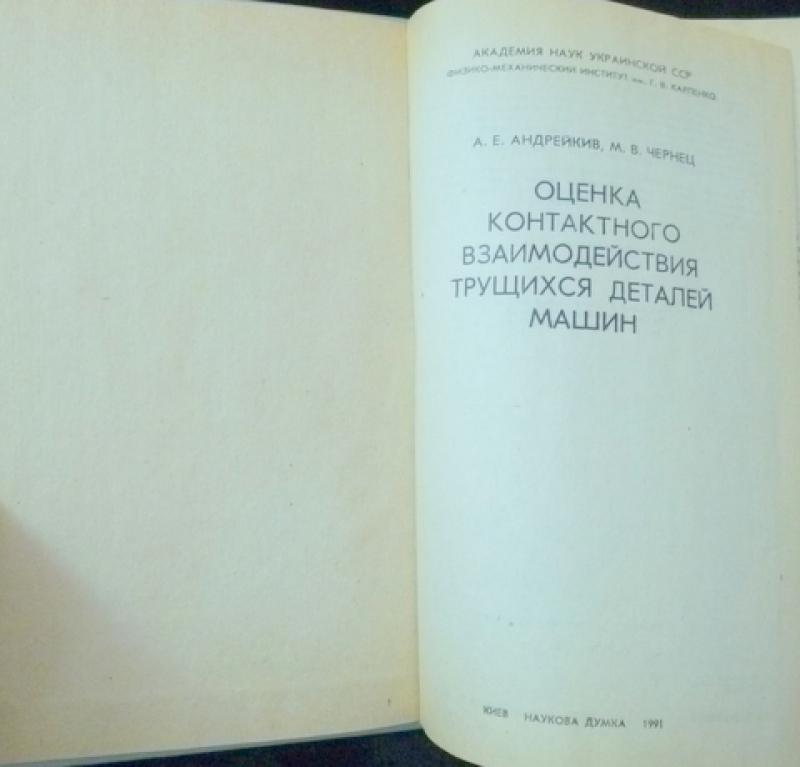 АКАДЕМИЯ НАУК УКРАИНСКОЙ ССР
ФИЗИКО-МЕХАНИЧЕСКИЙ ИНСТИТУТ им. Г. В. КАРПЕНКО
А. Е. АНДРЕЙКИВ, М. В. ЧЕРНЕЦ
ОЦЕНКА
КОНТАКТНОГО
ВЗАИМОДЕЙСТВИЯ
ТРУЩИХСЯ ДЕТАЛЕЙ
МАШИН
КИЕВ НАУКОВА ДУМКА 1991